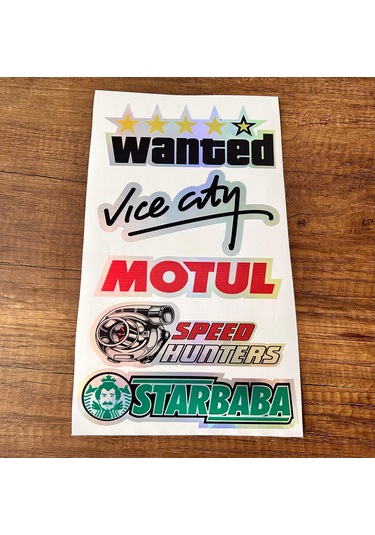 wanted
Vice City
MOTUL
SPEED
HUNTERS
STARBABA